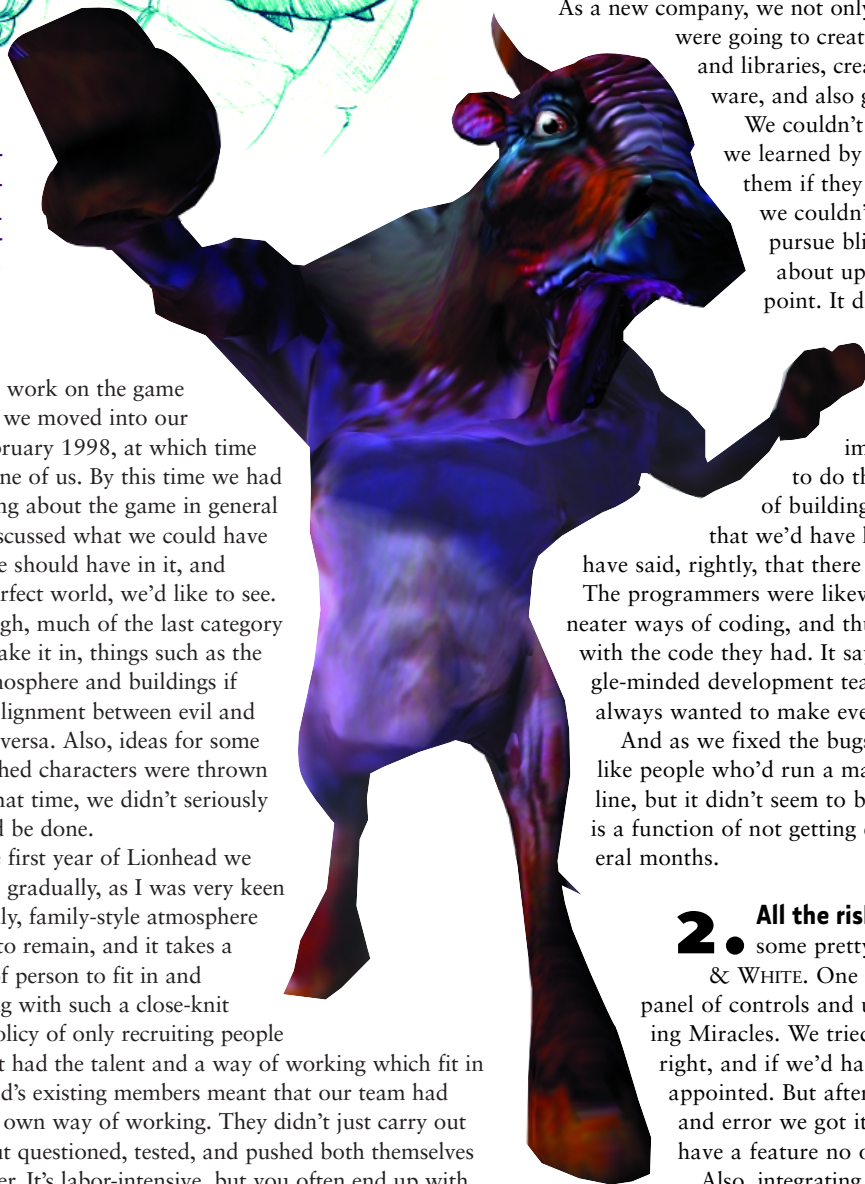 work on the game
we moved into our
ruary 1998, at which time
ne of us. By this time we had
ng about the game in general
scussed what we could have
e should have in it, and
rfect world, we’d like to see.
gh, much of the last category
ake it in, things such as the
nosphere and buildings if
lignment between evil and
versa. Also, ideas for some
hed characters were thrown
hat time, we didn’t seriously
d be done.
e first year of Lionhead we
gradually, as I was very keen
ly, family-style atmosphere
to remain, and it takes a
of person to fit in and
g with such a close-knit
olicy of only recruiting people
t had the talent and a way of working which fit in
d’s existing members meant that our team had
own way of working. They didn’t just carry out
ut questioned, tested, and pushed both themselves
er. It’s labor-intensive, but you often end up with
As a new company, we not only
were going to creat
and libraries, crea
ware, and also g
We couldn’t
we learned by
them if they
we couldn’
pursue bli
about up
point. It d
im
to do th
of building
that we’d have l
have said, rightly, that there
The programmers were likew
neater ways of coding, and thu
with the code they had. It sa
gle-minded development tea
always wanted to make eve
And as we fixed the bugs
like people who’d run a ma
line, but it didn’t seem to b
is a function of not getting
eral months.
2. All the ris
some pretty
& WHITE. One
panel of controls and u
ing Miracles. We tried
right, and if we’d ha
appointed. But after
and error we got it
have a feature no o
Also, integrating